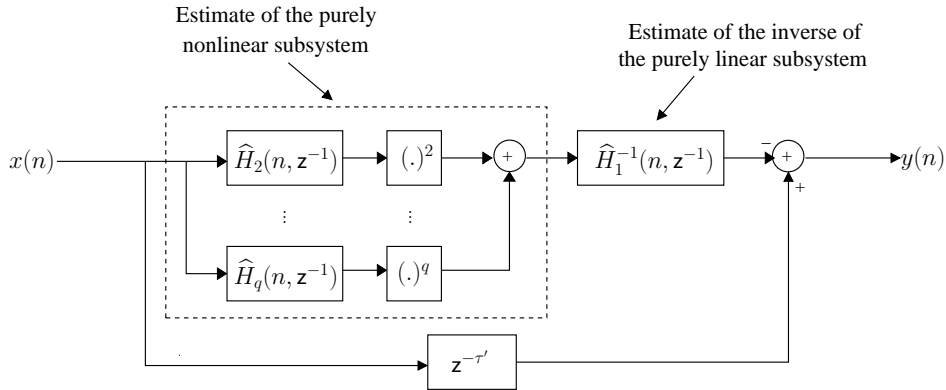 Estimate of the purely
nonlinear subsystem
Estimate of the inverse of
the purely linear subsystem
x(n)
Ĥ₂(n, z⁻¹)
(.)²
+
Ĥ₁⁻¹(n, z⁻¹)
−
+
y(n)
+
⋮
⋮
Ĥ_q(n, z⁻¹)
(.)^q
z^{−τ′}